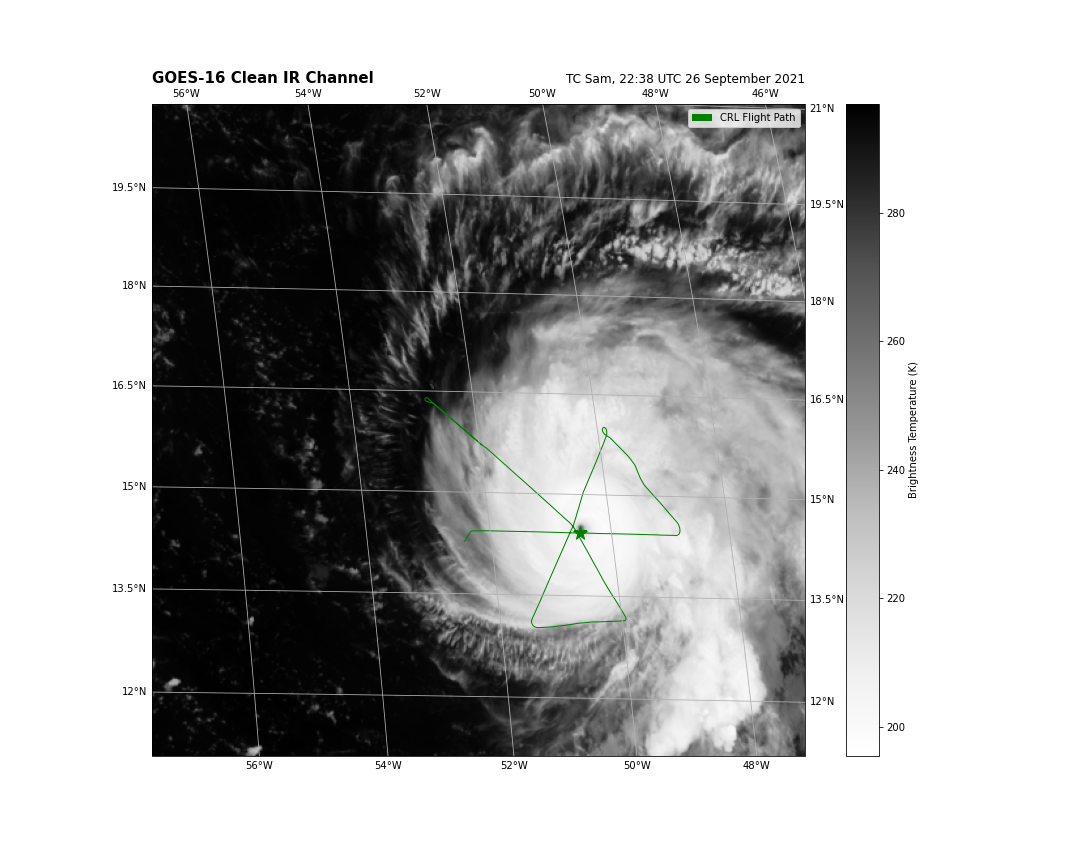 GOES-16 Clean IR Channel
TC Sam, 22:38 UTC 26 September 2021
56°W 54°W 52°W 50°W 48°W 46°W
CRL Flight Path
21°N
19.5°N 19.5°N
18°N 18°N
16.5°N 16.5°N
15°N 15°N
13.5°N 13.5°N
12°N 12°N
56°W 54°W 52°W 50°W 48°W
280
260
240
220
200
Brightness Temperature (K)